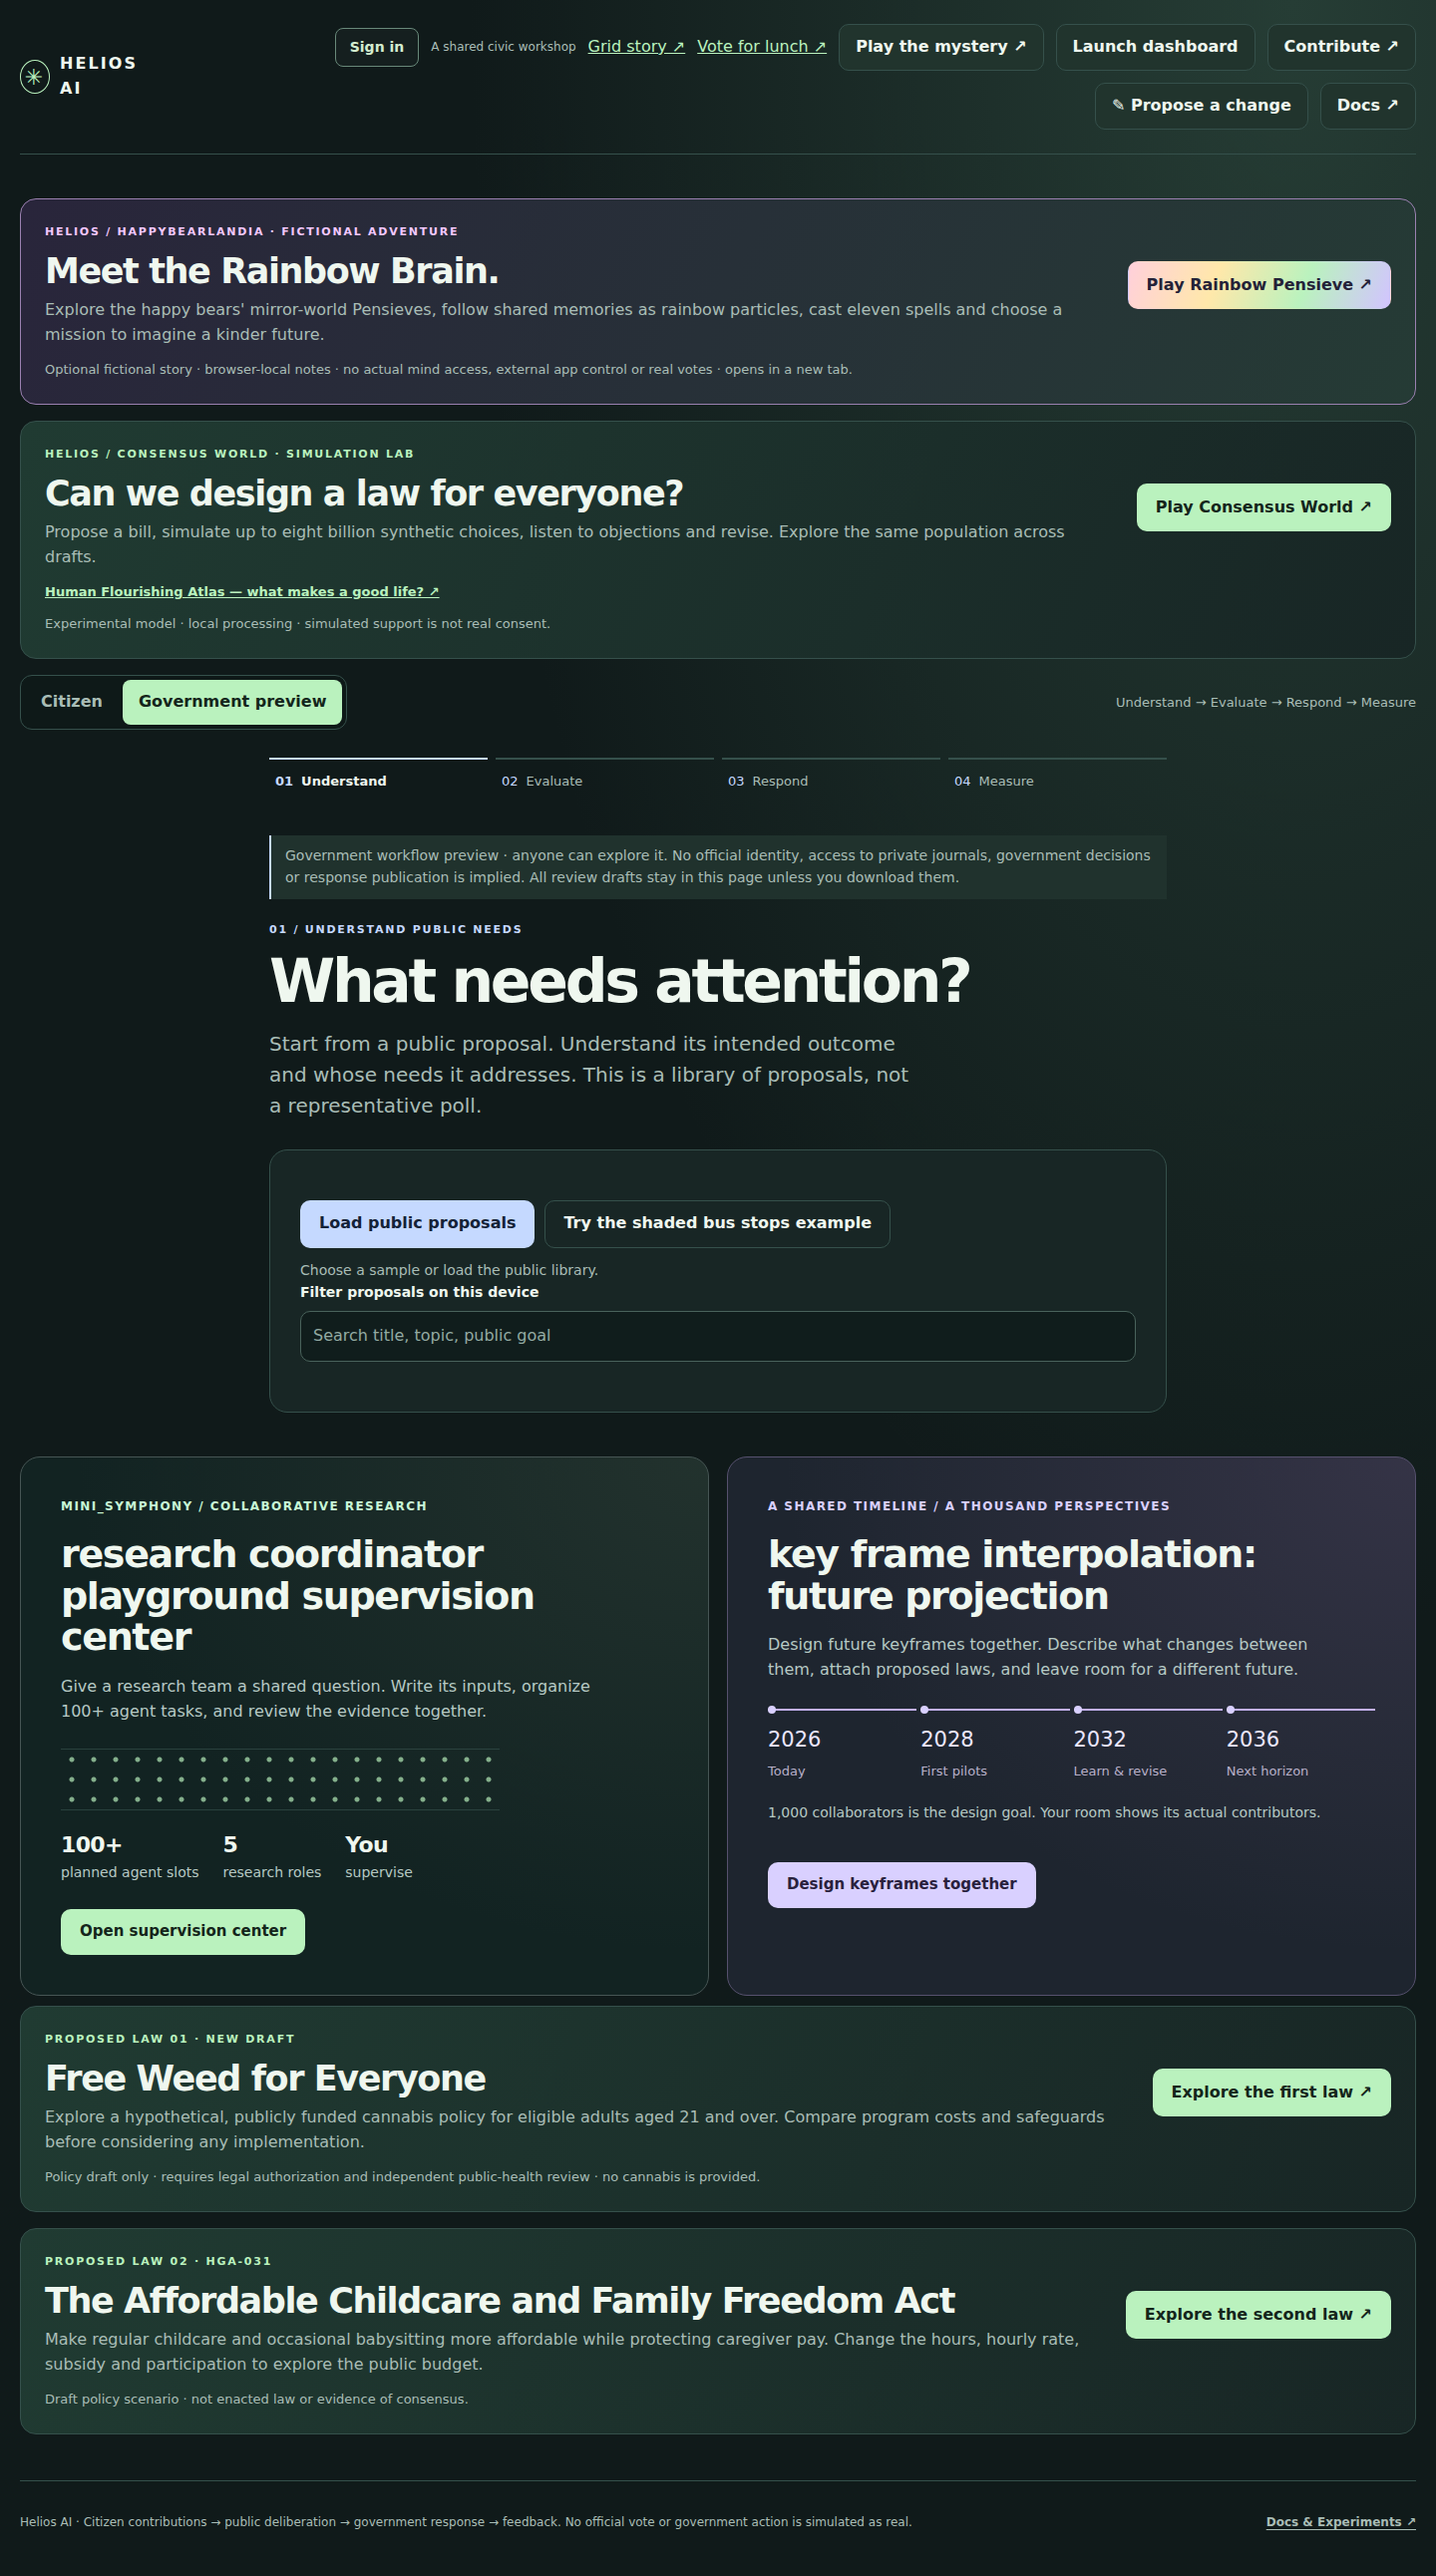 HELIOS
AI
Sign in
A shared civic workshop
Grid story ↗
Vote for lunch ↗
Play the mystery ↗
Launch dashboard
Contribute ↗
✎ Propose a change
Docs ↗
HELIOS / HAPPYBEARLANDIA · FICTIONAL ADVENTURE
Meet the Rainbow Brain.
Explore the happy bears' mirror-world Pensieves, follow shared memories as rainbow particles, cast eleven spells and choose a
mission to imagine a kinder future.
Optional fictional story · browser-local notes · no actual mind access, external app control or real votes · opens in a new tab.
Play Rainbow Pensieve ↗
HELIOS / CONSENSUS WORLD · SIMULATION LAB
Can we design a law for everyone?
Propose a bill, simulate up to eight billion synthetic choices, listen to objections and revise. Explore the same population across
drafts.
Human Flourishing Atlas — what makes a good life? ↗
Experimental model · local processing · simulated support is not real consent.
Play Consensus World ↗
Citizen
Government preview
Understand → Evaluate → Respond → Measure
01 Understand
02 Evaluate
03 Respond
04 Measure
Government workflow preview · anyone can explore it. No official identity, access to private journals, government decisions
or response publication is implied. All review drafts stay in this page unless you download them.
01 / UNDERSTAND PUBLIC NEEDS
What needs attention?
Start from a public proposal. Understand its intended outcome
and whose needs it addresses. This is a library of proposals, not
a representative poll.
Load public proposals
Try the shaded bus stops example
Choose a sample or load the public library.
Filter proposals on this device
Search title, topic, public goal
MINI_SYMPHONY / COLLABORATIVE RESEARCH
research coordinator
playground supervision
center
Give a research team a shared question. Write its inputs, organize
100+ agent tasks, and review the evidence together.
100+
planned agent slots
5
research roles
You
supervise
Open supervision center
A SHARED TIMELINE / A THOUSAND PERSPECTIVES
key frame interpolation:
future projection
Design future keyframes together. Describe what changes between
them, attach proposed laws, and leave room for a different future.
2026
Today
2028
First pilots
2032
Learn & revise
2036
Next horizon
1,000 collaborators is the design goal. Your room shows its actual contributors.
Design keyframes together
PROPOSED LAW 01 · NEW DRAFT
Free Weed for Everyone
Explore a hypothetical, publicly funded cannabis policy for eligible adults aged 21 and over. Compare program costs and safeguards
before considering any implementation.
Policy draft only · requires legal authorization and independent public-health review · no cannabis is provided.
Explore the first law ↗
PROPOSED LAW 02 · HGA-031
The Affordable Childcare and Family Freedom Act
Make regular childcare and occasional babysitting more affordable while protecting caregiver pay. Change the hours, hourly rate,
subsidy and participation to explore the public budget.
Draft policy scenario · not enacted law or evidence of consensus.
Explore the second law ↗
Helios AI · Citizen contributions → public deliberation → government response → feedback. No official vote or government action is simulated as real.
Docs & Experiments ↗